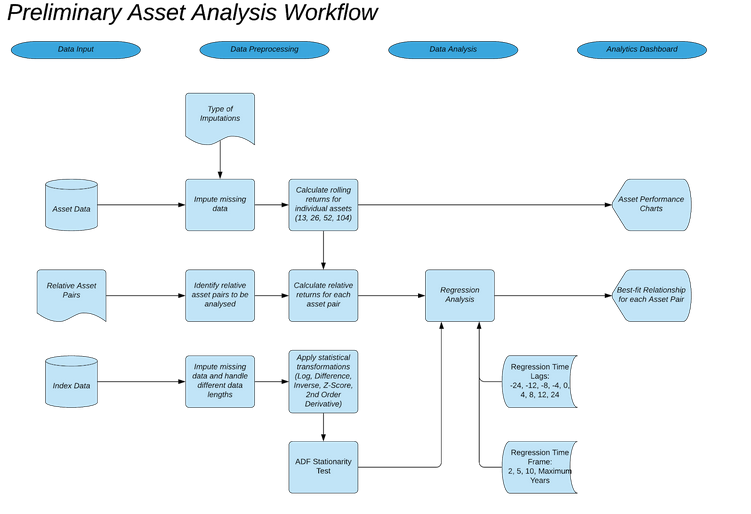 Preliminary Asset Analysis Workflow
Data Input
Data Preprocessing
Data Analysis
Analytics Dashboard
Type of
Imputations
Asset Data
Impute missing
data
Calculate rolling
returns for
individual assets
(13, 26, 52, 104)
Asset Performance
Charts
Relative Asset
Pairs
Identify relative
asset pairs to be
analysed
Calculate relative
returns for each
asset pair
Regression
Analysis
Best-fit Relationship
for each Asset Pair
Index Data
Impute missing
data and handle
different data
lengths
Apply statistical
transformations
(Log, Difference,
Inverse, Z-Score,
2nd Order
Derivative)
Regression Time
Lags:
-24, -12, -8, -4, 0,
4, 8, 12, 24
ADF Stationarity
Test
Regression Time
Frame:
2, 5, 10, Maximum
Years